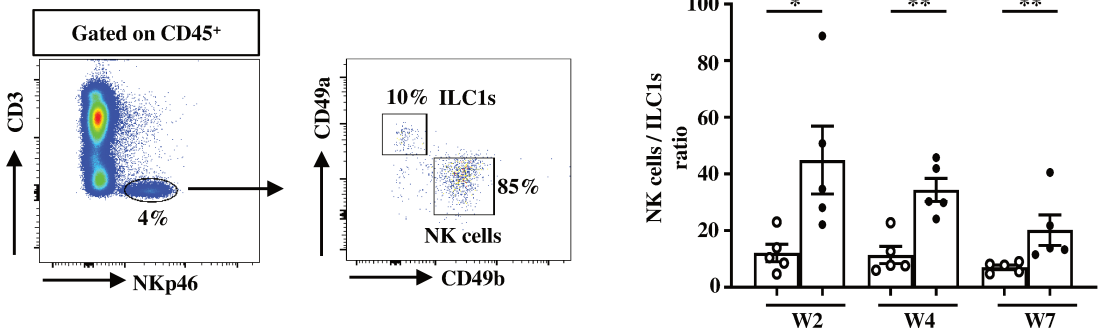 Gated on CD45+
CD3
4%
NKp46
CD49a
10% ILC1s
85%
NK cells
CD49b
NK cells / ILC1s
ratio
100
80
60
40
20
0
* ** **
W2 W4 W7